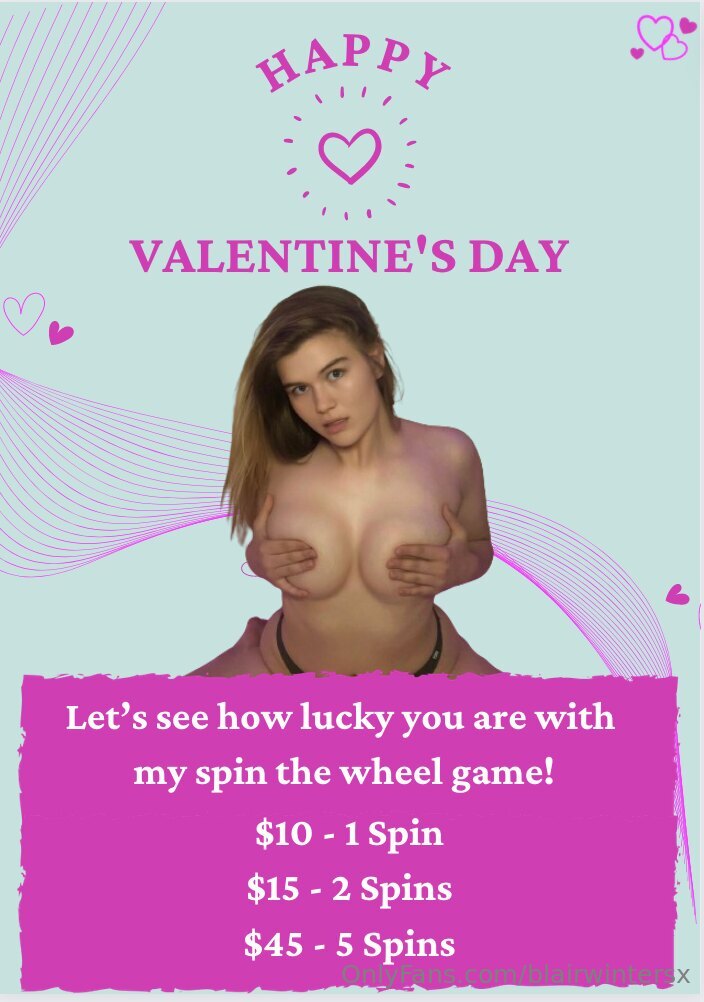 HAPPY
VALENTINE'S DAY
Let’s see how lucky you are with
my spin the wheel game!
$10 - 1 Spin
$15 - 2 Spins
$45 - 5 Spins
OnlyFans.com/blairwintersx